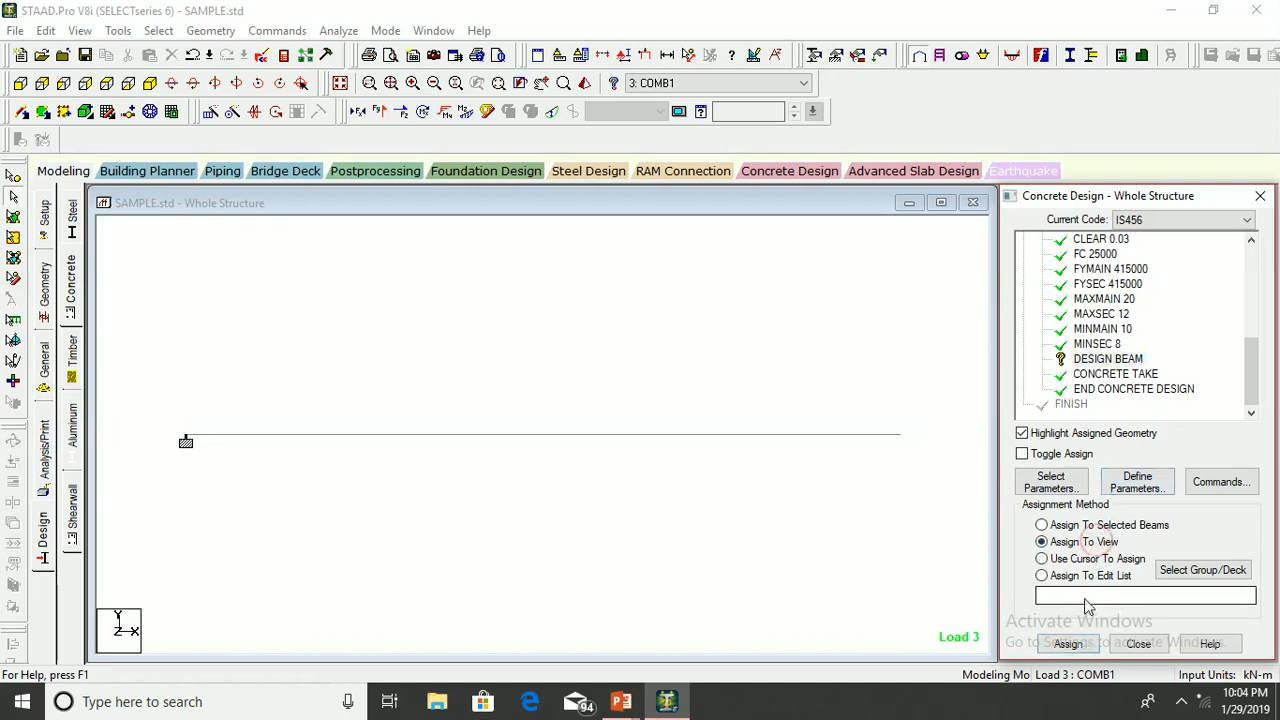 STAAD.Pro V8i (SELECTseries 6) - SAMPLE.std
File Edit View Tools Select Geometry Commands Analyze Mode Window Help
3: COMB1
Modeling Building Planner Piping Bridge Deck Postprocessing Foundation Design Steel Design RAM Connection Concrete Design Advanced Slab Design Earthquake
Setup
Geometry
General
Analysis/Print
Design
Steel
Concrete
Timber
Aluminum
Shearwall
SAMPLE.std - Whole Structure
Y
Z X
Load 3
Concrete Design - Whole Structure
Current Code: IS456
CLEAR 0.03
FC 25000
FYMAIN 415000
FYSEC 415000
MAXMAIN 20
MAXSEC 12
MINMAIN 10
MINSEC 8
DESIGN BEAM
CONCRETE TAKE
END CONCRETE DESIGN
FINISH
Highlight Assigned Geometry
Toggle Assign
Select Parameters..
Define Parameters..
Commands...
Assignment Method
Assign To Selected Beams
Assign To View
Use Cursor To Assign
Assign To Edit List
Select Group/Deck
Activate Windows
Go to Settings to activate Windows.
Assign Close Help
For Help, press F1
Modeling Mo Load 3 : COMB1 Input Units: kN-m
Type here to search
94
10:04 PM
1/29/2019